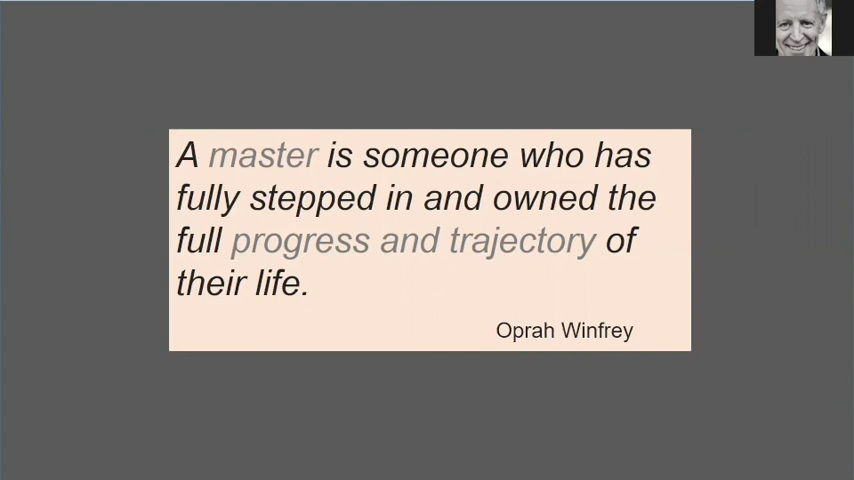 A master is someone who has
fully stepped in and owned the
full progress and trajectory of
their life.
Oprah Winfrey